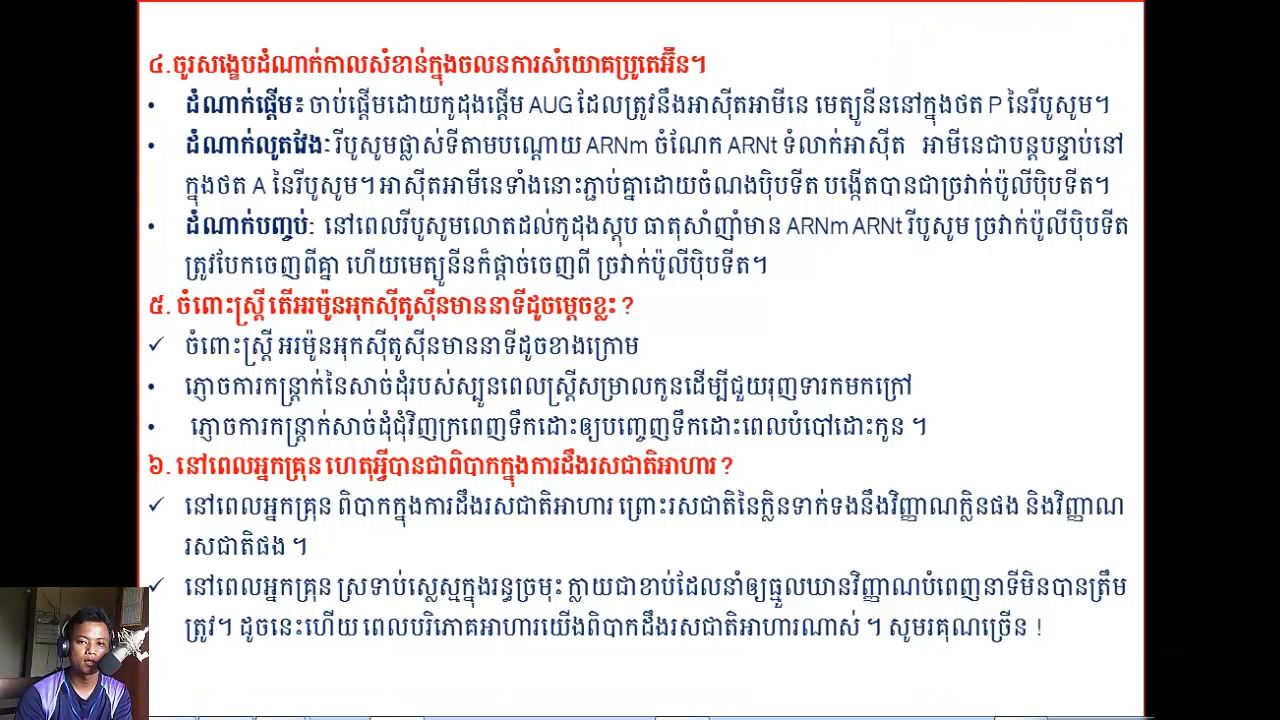 ៤.ចូរសង្ខេបដំណាក់កាលសំខាន់ក្នុងចលនការសំយោគប្រូតេអ៊ីន។
• ដំណាក់ផ្ដើម៖ ចាប់ផ្ដើមដោយកូដុងផ្ដើម AUG ដែលត្រូវនឹងអាស៊ីតអាមីនេ មេត្យូនីននៅក្នុងថត P នៃរីបូសូម។
• ដំណាក់លូតវែង: រីបូសូមផ្លាស់ទីតាមបណ្ដោយ ARNm ចំណែក ARNt ទំលាក់អាស៊ីត អាមីនេជាបន្តបន្ទាប់នៅ
ក្នុងថត A នៃរីបូសូម។ អាស៊ីតអាមីនេទាំងនោះភ្ជាប់គ្នាដោយចំណងប៉ិបទីត បង្កើតបានជាច្រវាក់ប៉ូលីប៉ិបទីត។
• ដំណាក់បញ្ចប់: នៅពេលរីបូសូមលោតដល់កូដុងស្តុប ធាតុសាំញ៉ាំមាន ARNm ARNt រីបូសូម ច្រវាក់ប៉ូលីប៉ិបទីត
ត្រូវបែកចេញពីគ្នា ហើយមេត្យូនីនក៏ផ្ដាច់ចេញពី ច្រវាក់ប៉ូលីប៉ិបទីត។
៥. ចំពោះស្រ្តី តើអរម៉ូនអុកស៊ីតូស៊ីនមាននាទីដូចម្ដេចខ្លះ ?
✓ ចំពោះស្រ្តី អរម៉ូនអុកស៊ីតូស៊ីនមាននាទីដូចខាងក្រោម
• ភ្ញោចការកន្ត្រាក់នៃសាច់ដុំរបស់ស្បូនពេលស្រ្តីសម្រាលកូនដើម្បីជួយរុញទារកមកក្រៅ
• ភ្ញោចការកន្ត្រាក់សាច់ដុំជុំវិញក្រពេញទឹកដោះឲ្យបញ្ចេញទឹកដោះពេលបំបៅដោះកូន ។
៦. នៅពេលអ្នកគ្រុន ហេតុអ្វីបានជាពិបាកក្នុងការដឹងរសជាតិអាហារ ?
✓ នៅពេលអ្នកគ្រុន ពិបាកក្នុងការដឹងរសជាតិអាហារ ព្រោះរសជាតិនៃក្លិនទាក់ទងនឹងវិញ្ញាណក្លិនផង និងវិញ្ញាណ
រសជាតិផង ។
✓ នៅពេលអ្នកគ្រុន ស្រទាប់ស្លេស្មក្នុងរន្ធច្រមុះ ក្លាយជាខាប់ដែលនាំឲ្យធ្មួលឃានវិញ្ញាណបំពេញនាទីមិនបានត្រឹម
ត្រូវ។ ដូចនេះហើយ ពេលបរិភោគអាហារយើងពិបាកដឹងរសជាតិអាហារណាស់ ។ សូមរគុណច្រើន !